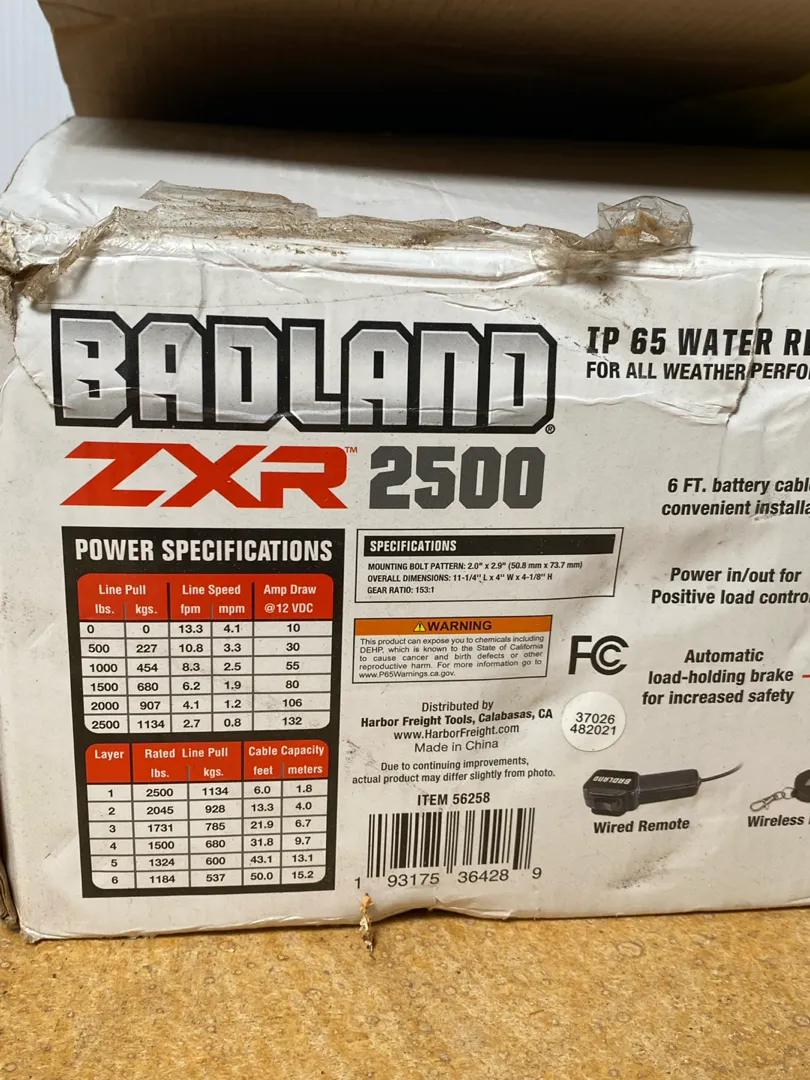 BADLAND®
ZXR™ 2500
IP 65 WATER
FOR ALL WEATHER
6 FT. battery
convenient
Power in/out for
Positive load
Automatic
load-holding brake
for increased safety
POWER SPECIFICATIONS
Line Pull Line Speed Amp Draw
lbs. kgs. fpm mpm @12 VDC
0 0 13.3 4.1 10
500 227 10.8 3.3 30
1000 454 8.3 2.5 55
1500 680 6.2 1.9 80
2000 907 4.1 1.2 106
2500 1134 2.7 0.8 132
Layer Rated Line Pull Cable Capacity
lbs. kgs. feet meters
1 2500 1134 6.0 1.8
2 2045 928 13.3 4.0
3 1731 785 21.9 6.7
4 1500 680 31.8 9.7
5 1324 600 43.1 13.1
6 1184 537 50.0 15.2
SPECIFICATIONS
MOUNTING BOLT PATTERN: 2.0" x 2.9" (50.8 mm x 73.7 mm)
OVERALL DIMENSIONS: 11-1/4" L x 4" W x 4-1/8" H
GEAR RATIO: 153:1
WARNING
This product can expose you to chemicals including
DEHP, which is known to the State of California
to cause cancer and birth defects or other
reproductive harm. For more information go to
www.P65Warnings.ca.gov.
FC
Distributed by
Harbor Freight Tools, Calabasas, CA
www.HarborFreight.com
Made in China
37026
482021
Due to continuing improvements,
actual product may differ slightly from photo.
ITEM 56258
1 93175 36428 9
BADLAND
Wired Remote
Wireless